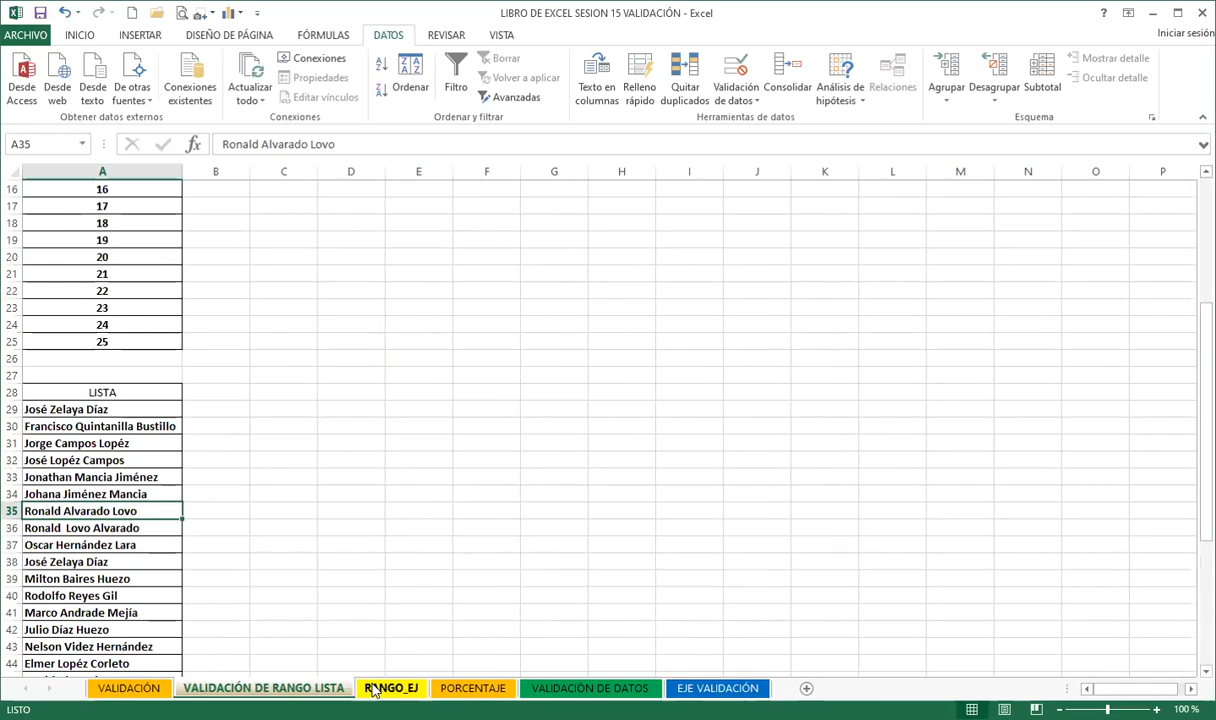 LIBRO DE EXCEL SESION 15 VALIDACIÓN - Excel
ARCHIVO INICIO INSERTAR DISEÑO DE PÁGINA FÓRMULAS DATOS REVISAR VISTA Iniciar sesión
Desde Access
Desde web
Desde texto
De otras fuentes
Conexiones existentes
Obtener datos externos
Actualizar todo
Conexiones
Propiedades
Editar vínculos
Conexiones
Ordenar
Filtro
Borrar
Volver a aplicar
Avanzadas
Ordenar y filtrar
Texto en columnas
Relleno rápido
Quitar duplicados
Validación de datos
Consolidar
Análisis de hipótesis
Relaciones
Herramientas de datos
Agrupar
Desagrupar
Subtotal
Mostrar detalle
Ocultar detalle
Esquema
A35 fx Ronald Alvarado Lovo
A B C D E F G H I J K L M N O P
16 16
17 17
18 18
19 19
20 20
21 21
22 22
23 23
24 24
25 25
26
27
28 LISTA
29 José Zelaya Díaz
30 Francisco Quintanilla Bustillo
31 Jorge Campos Lopéz
32 José Lopéz Campos
33 Jonathan Mancia Jiménez
34 Johana Jiménez Mancia
35 Ronald Alvarado Lovo
36 Ronald  Lovo Alvarado
37 Oscar Hernández Lara
38 José Zelaya Díaz
39 Milton Baires Huezo
40 Rodolfo Reyes Gil
41 Marco Andrade Mejía
42 Julio Díaz Huezo
43 Nelson Videz Hernández
44 Elmer Lopéz Corleto
VALIDACIÓN VALIDACIÓN DE RANGO LISTA RANGO_EJ PORCENTAJE VALIDACION DE DATOS EJE VALIDACIÓN
LISTO 100 %